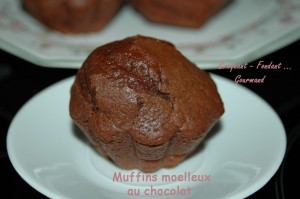 Croquant - Fondant ...
Gourmand
Muffins moelleux
au chocolat